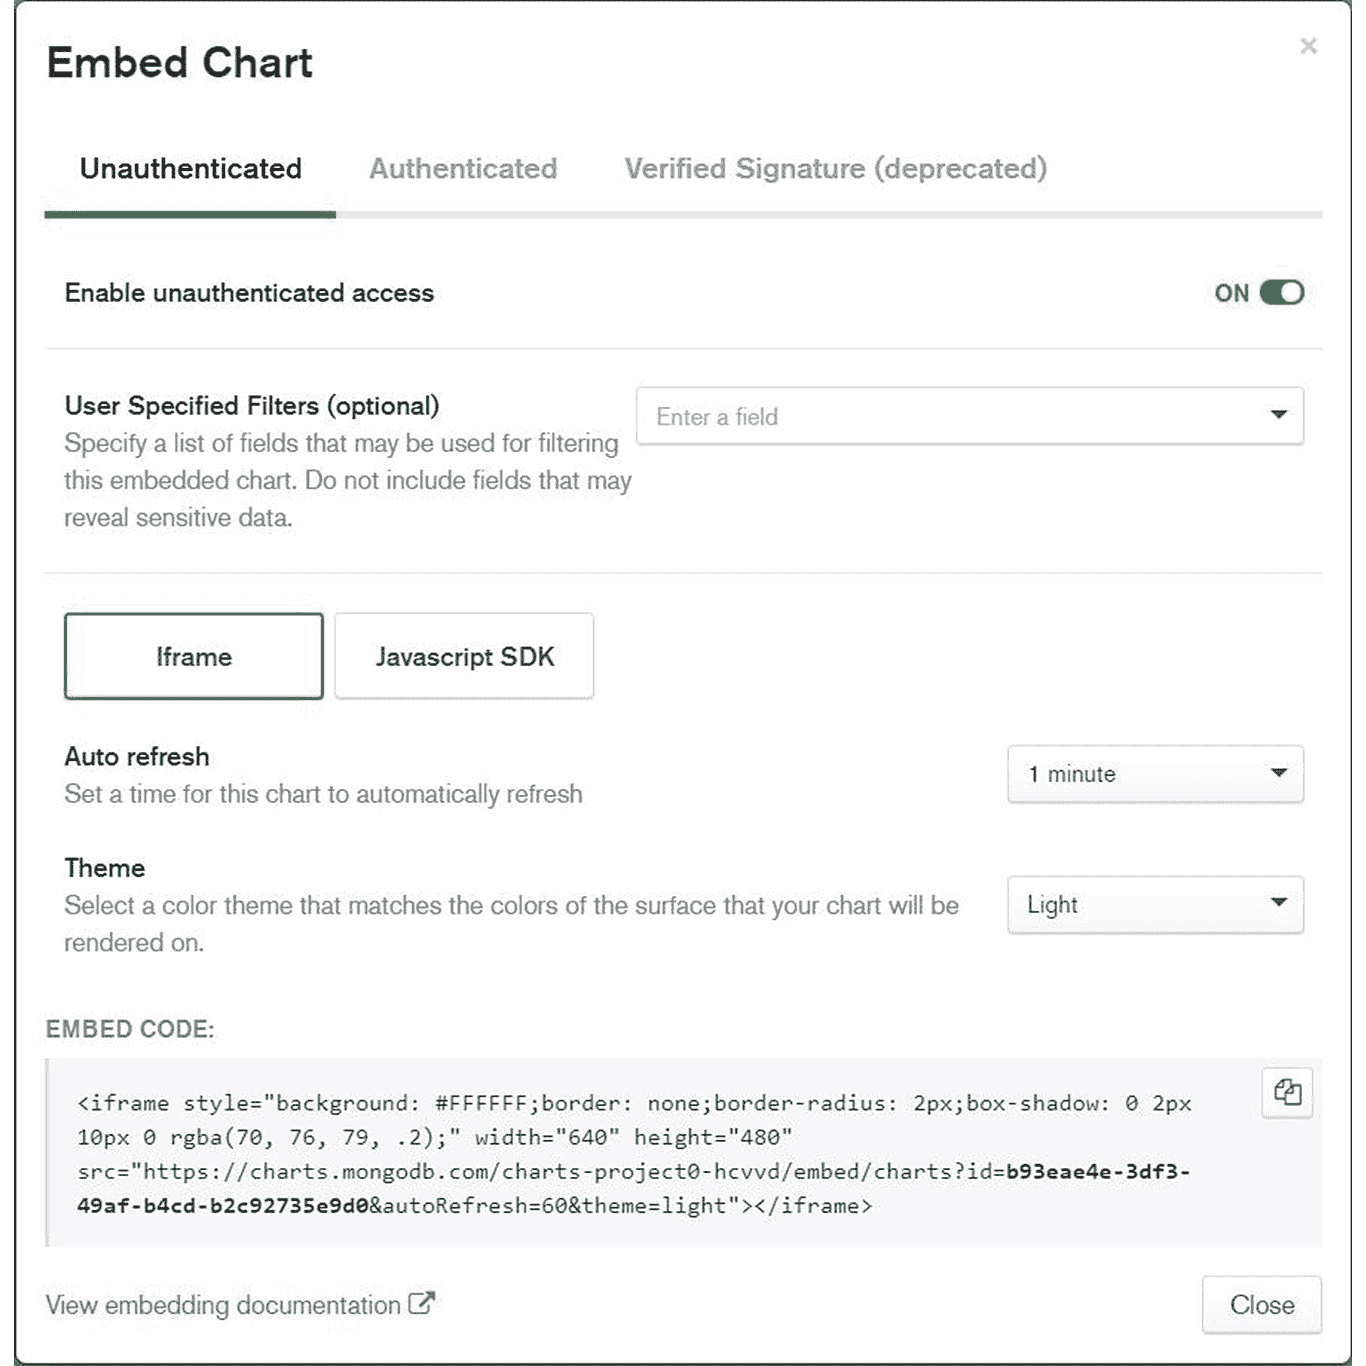 Embed Chart
×
Unauthenticated Authenticated Verified Signature (deprecated)
Enable unauthenticated access ON
User Specified Filters (optional)
Enter a field
Specify a list of fields that may be used for filtering
this embedded chart. Do not include fields that may
reveal sensitive data.
Iframe Javascript SDK
Auto refresh
1 minute
Set a time for this chart to automatically refresh
Theme
Select a color theme that matches the colors of the surface that your chart will be
Light
rendered on.
EMBED CODE:
<iframe style="background: #FFFFFF;border: none;border-radius: 2px;box-shadow: 0 2px
10px 0 rgba(70, 76, 79, .2);" width="640" height="480"
src="https://charts.mongodb.com/charts-project0-hcvvd/embed/charts?id=b93eae4e-3df3-
49af-b4cd-b2c92735e9d0&autoRefresh=60&theme=light"></iframe>
View embedding documentation
Close